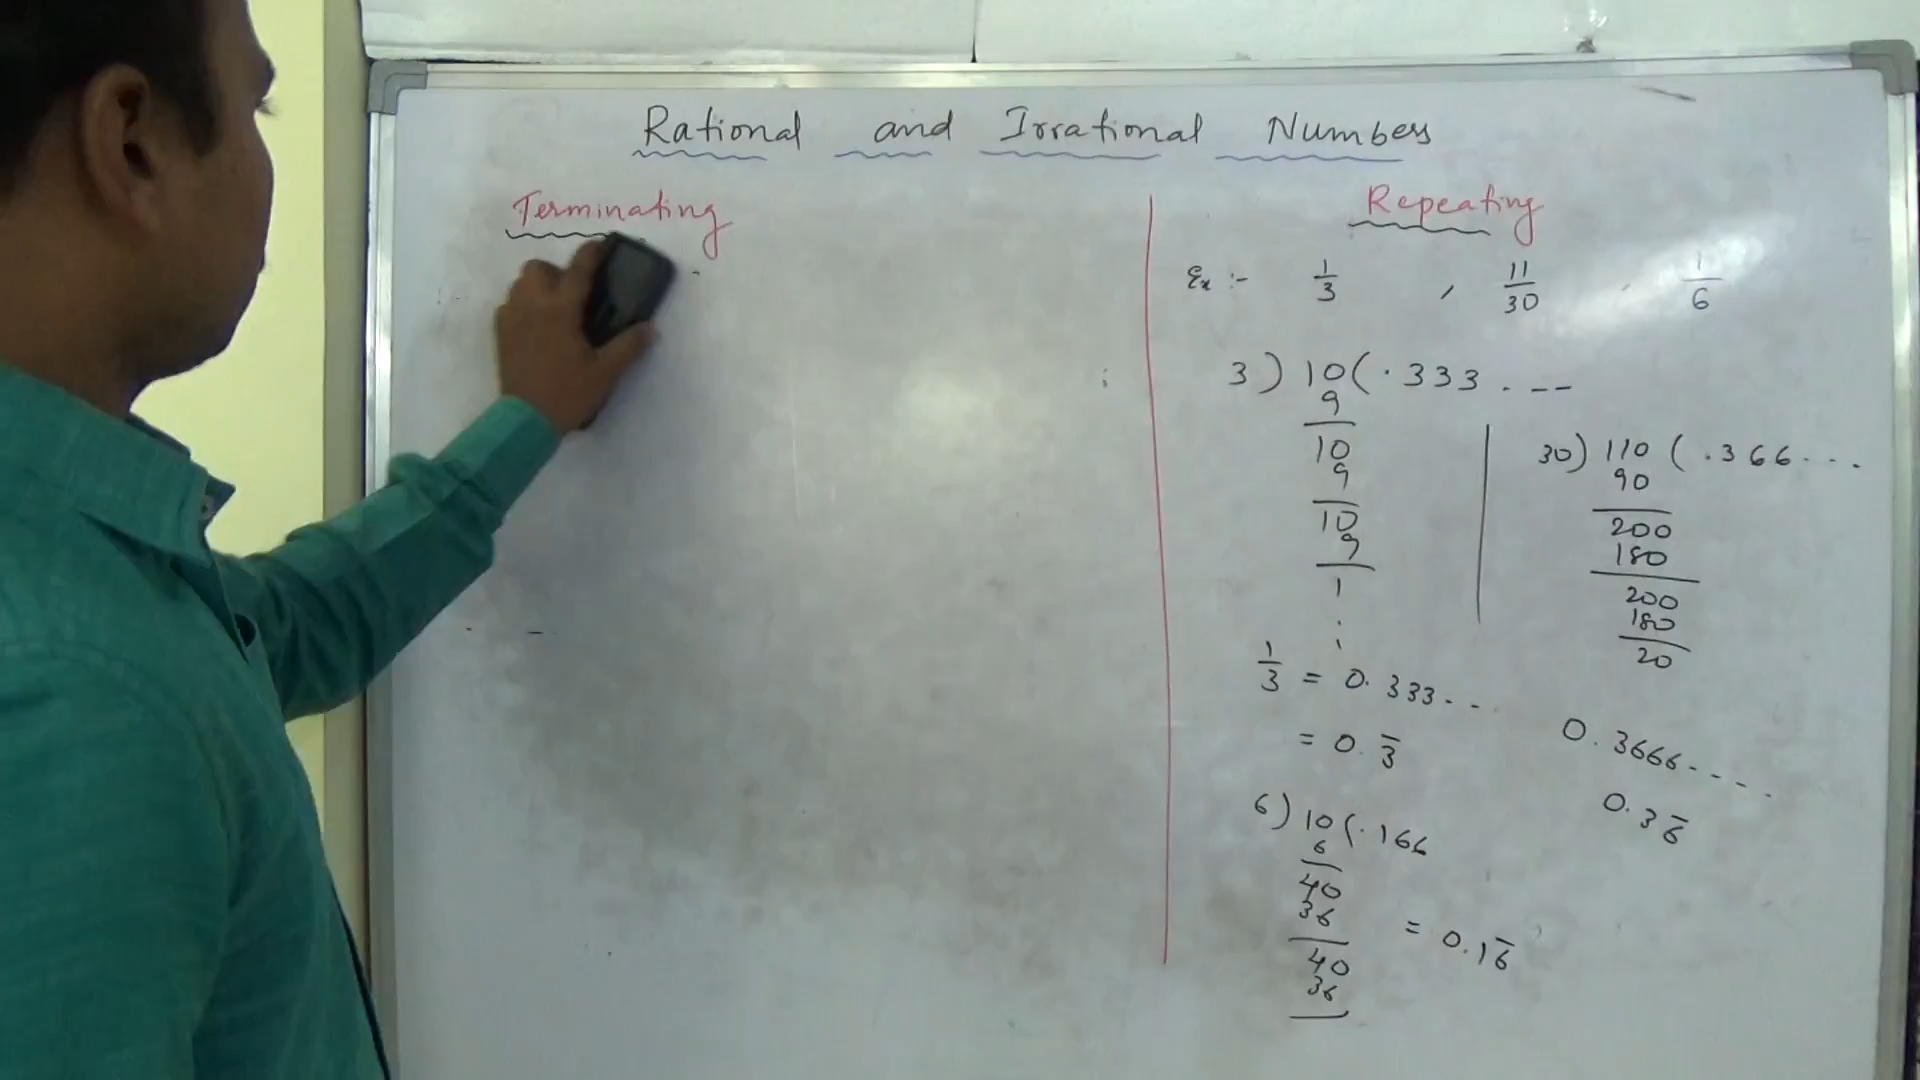 Rational and Irrational Numbers
Terminating
Repeating
Ex :- 1/3 , 11/30 , 1/6
3 ) 10 ( .333 . --
9
10
9
10
9
1
:
30 ) 110 ( .366 ...
90
200
180
200
180
20
1/3 = 0.333. - -
= 0.3̅
0.3666 - - - .
0.36̅
6 ) 10 ( .166
6
40
36
40
36
= 0.16̅